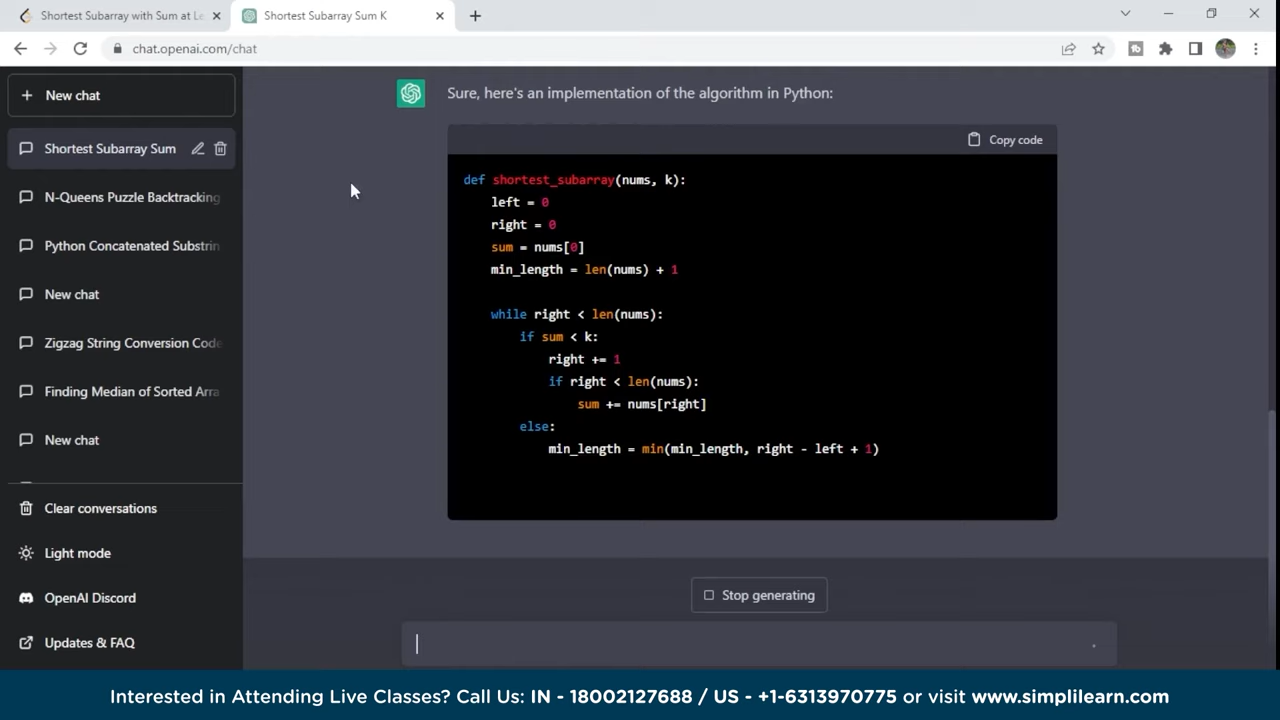 Shortest Subarray with Sum at Le
Shortest Subarray Sum K
chat.openai.com/chat
New chat
Shortest Subarray Sum
N-Queens Puzzle Backtracking
Python Concatenated Substrin
New chat
Zigzag String Conversion Code
Finding Median of Sorted Arra
New chat
Clear conversations
Light mode
OpenAI Discord
Updates & FAQ
Sure, here's an implementation of the algorithm in Python:
Copy code
def shortest_subarray(nums, k):
    left = 0
    right = 0
    sum = nums[0]
    min_length = len(nums) + 1
    while right < len(nums):
        if sum < k:
            right += 1
            if right < len(nums):
                sum += nums[right]
        else:
            min_length = min(min_length, right - left + 1)
Stop generating
Interested in Attending Live Classes? Call Us: IN - 18002127688 / US - +1-6313970775 or visit www.simplilearn.com